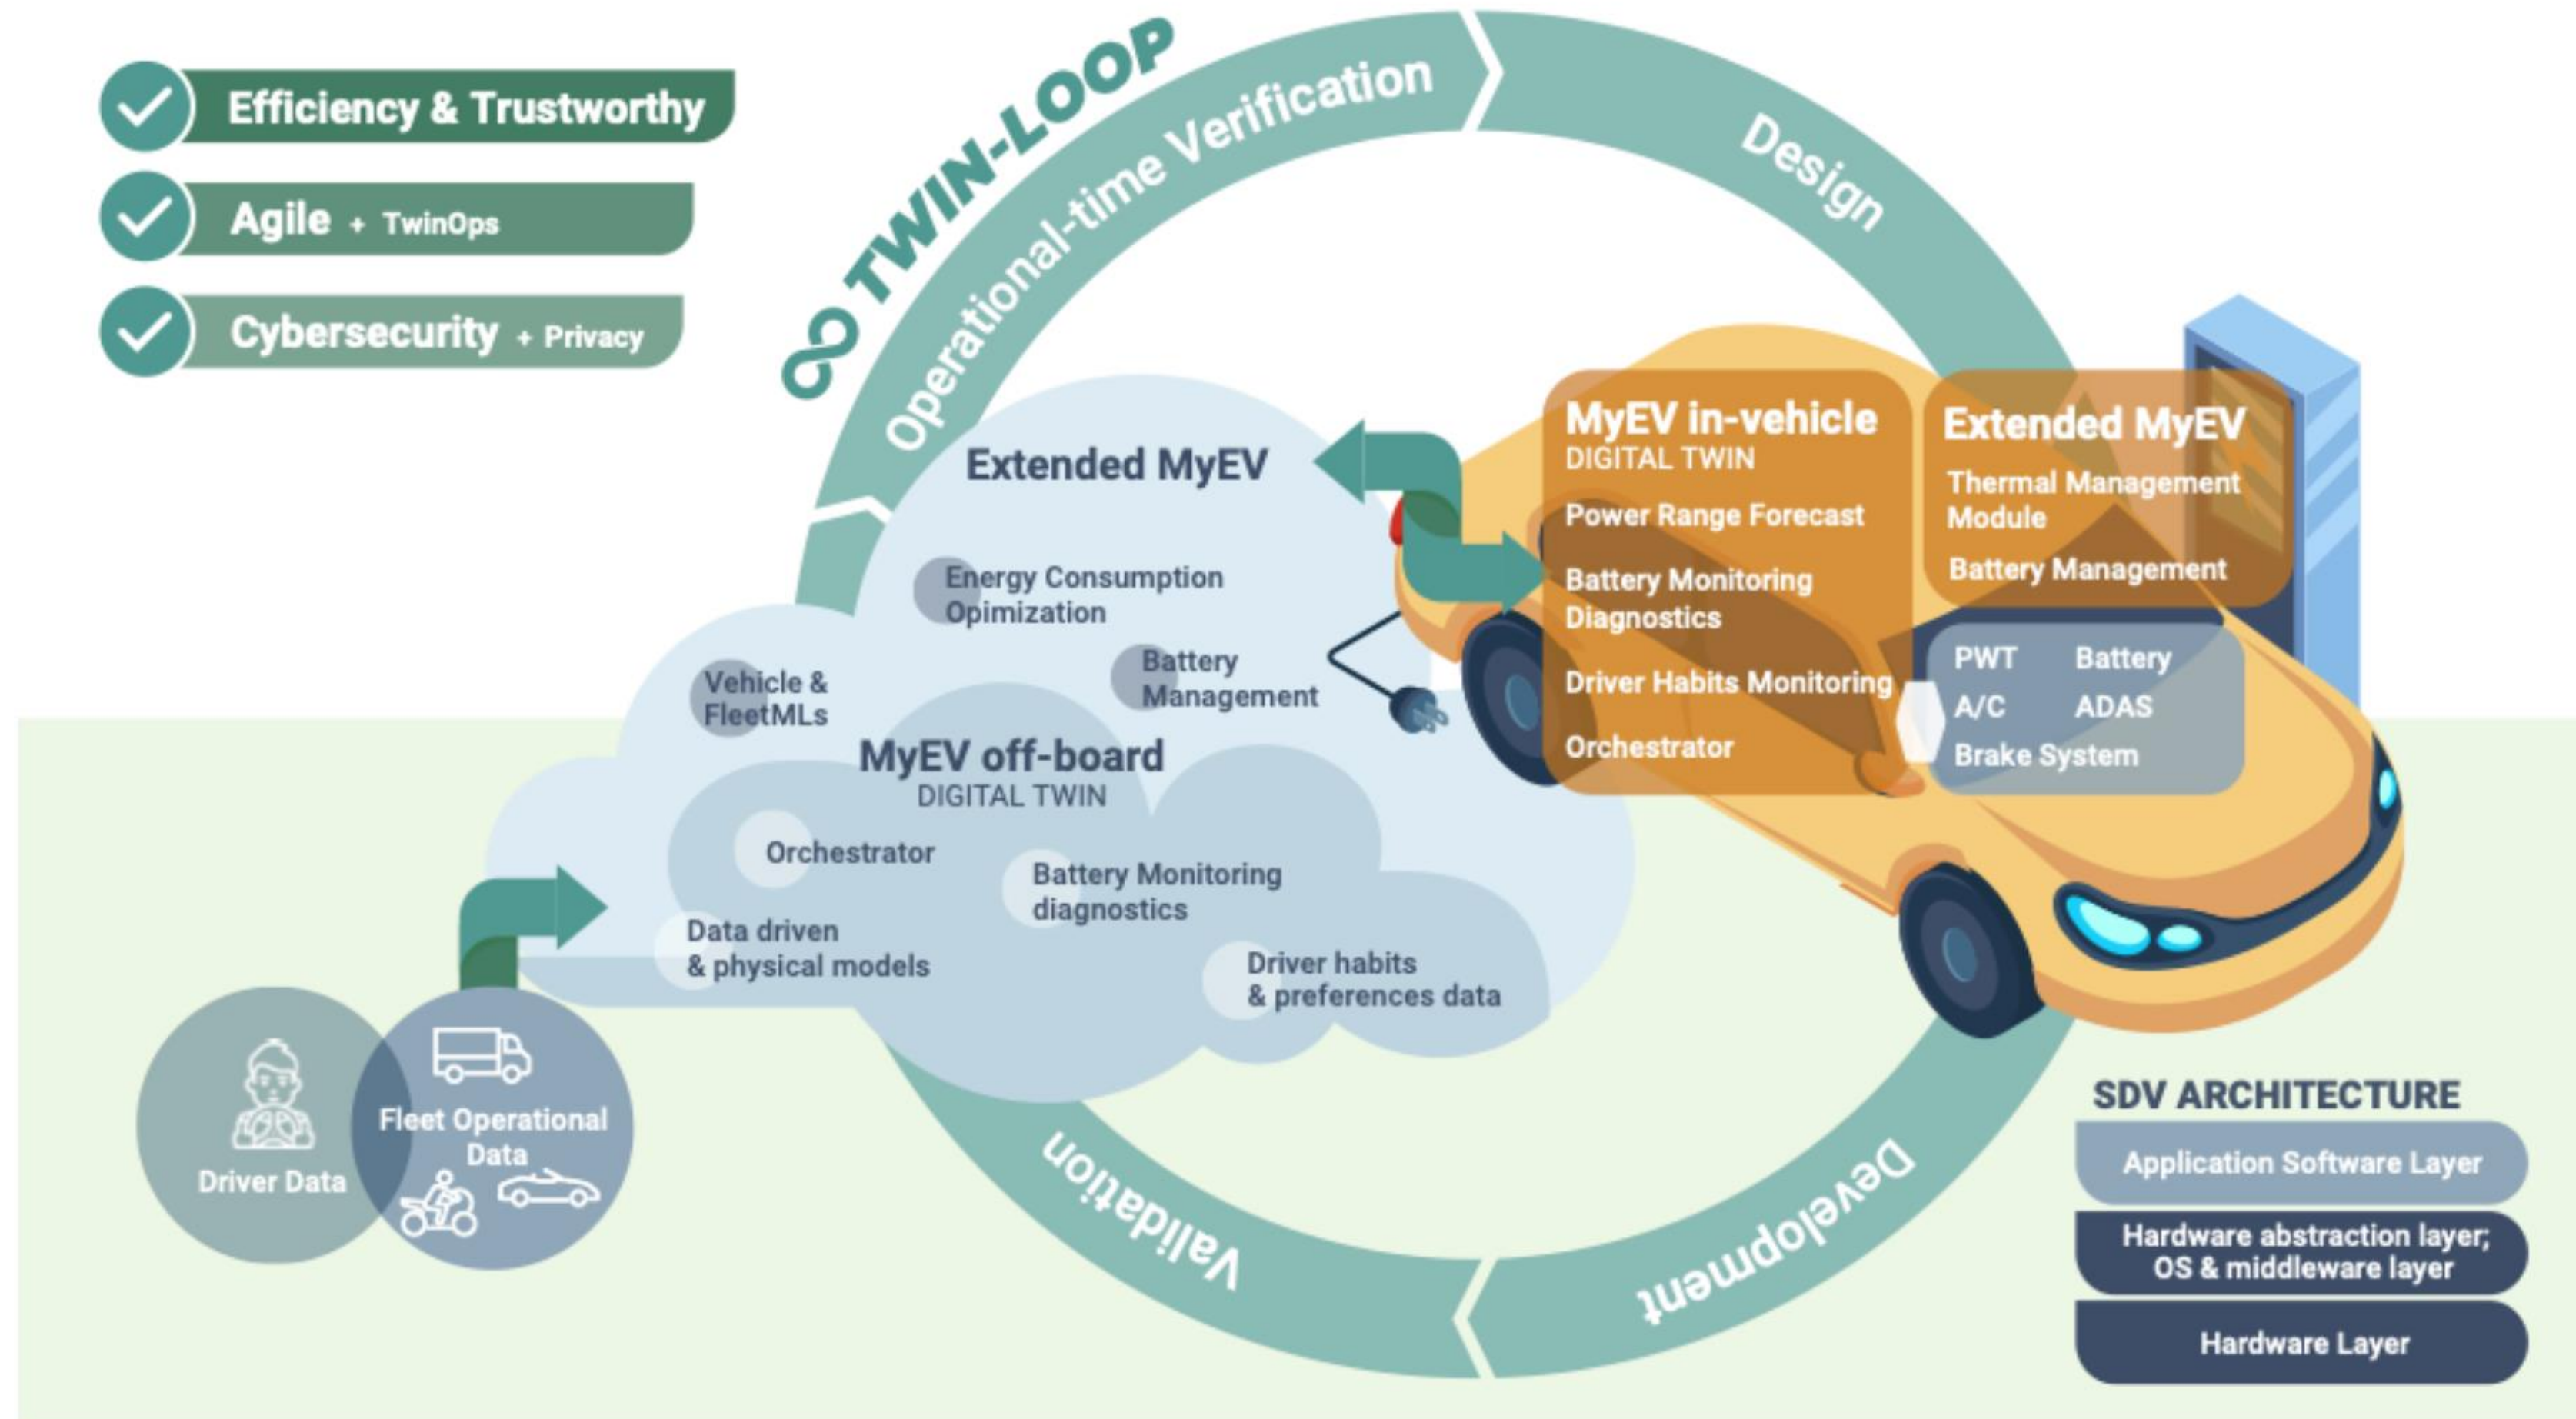 Efficiency & Trustworthy
Agile + TwinOps
Cybersecurity + Privacy
TWIN-LOOP
Operational-time Verification
Design
Development
Validation
Extended MyEV
Energy Consumption
Opimization
Battery
Management
Vehicle &
FleetMLs
MyEV off-board
DIGITAL TWIN
Orchestrator
Battery Monitoring
diagnostics
Data driven
& physical models
Driver habits
& preferences data
MyEV in-vehicle
DIGITAL TWIN
Power Range Forecast
Battery Monitoring
Diagnostics
Driver Habits Monitoring
Orchestrator
Extended MyEV
Thermal Management
Module
Battery Management
PWT Battery
A/C ADAS
Brake System
Driver Data
Fleet Operational
Data
SDV ARCHITECTURE
Application Software Layer
Hardware abstraction layer;
OS & middleware layer
Hardware Layer